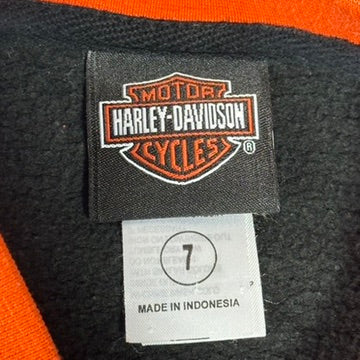 MOTOR
HARLEY-DAVIDSON
CYCLES ®
7
MADE IN INDONESIA